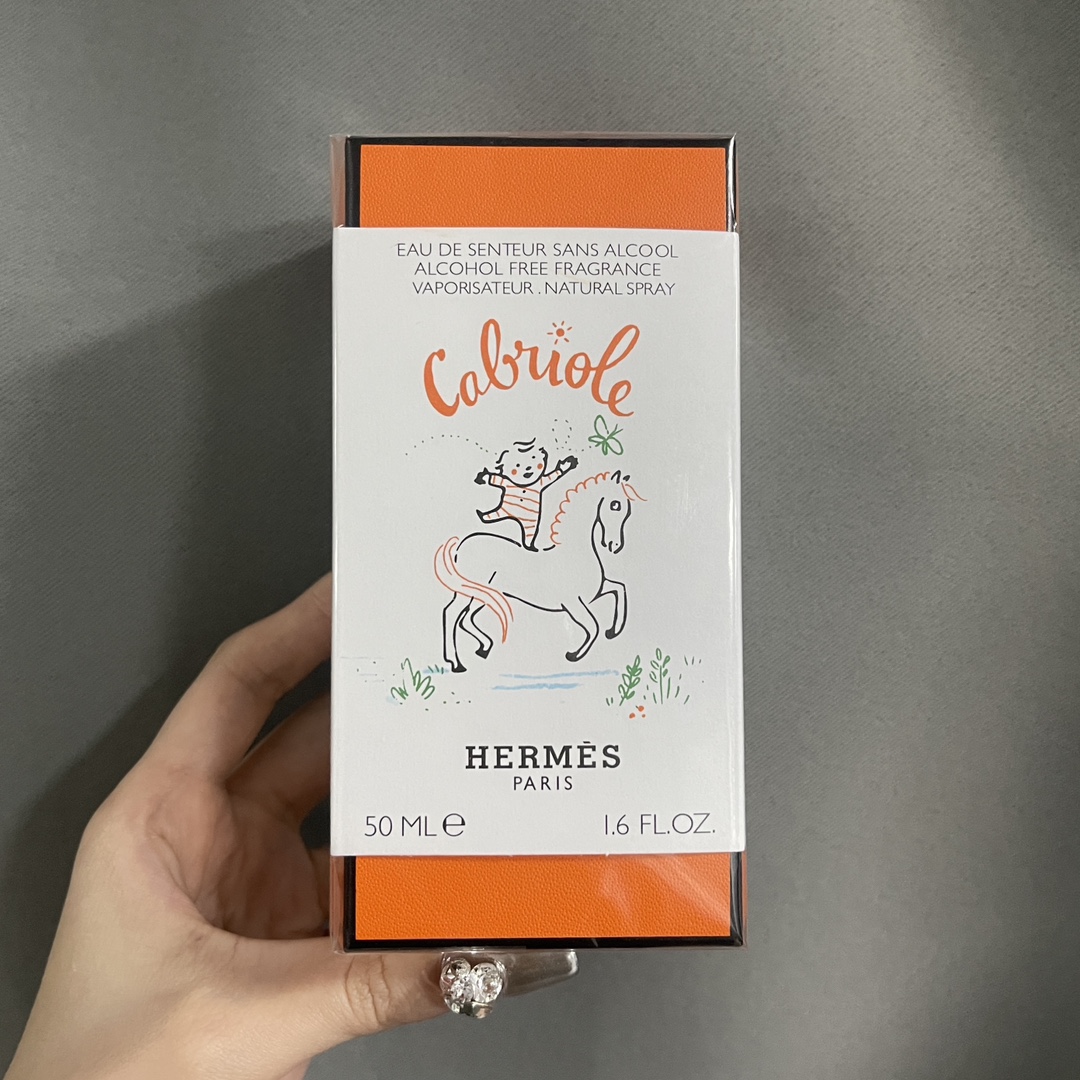 EAU DE SENTEUR SANS ALCOOL
ALCOHOL FREE FRAGRANCE
VAPORISATEUR . NATURAL SPRAY
Cabriole
HERMÈS
PARIS
50 ML ℮ 1.6 FL.OZ.